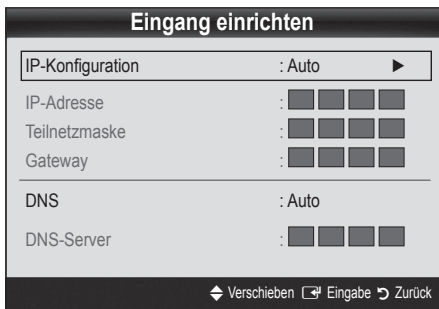 Eingang einrichten
IP-Konfiguration : Auto ►
IP-Adresse :
Teilnetzmaske :
Gateway :
DNS : Auto
DNS-Server :
Verschieben Eingabe Zurück